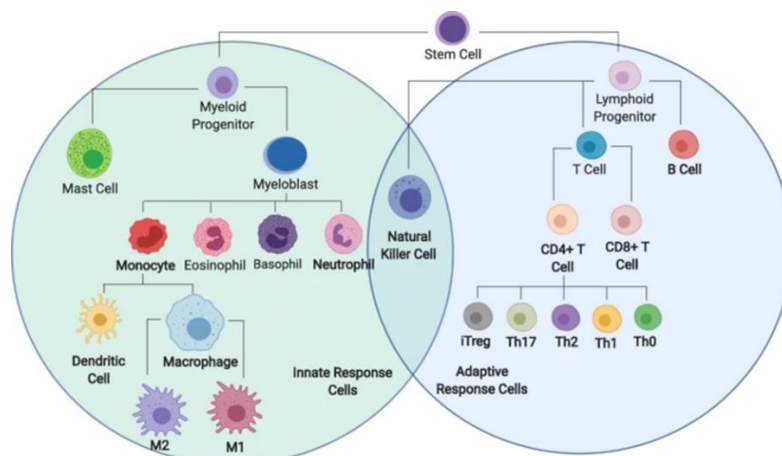 Stem Cell
Myeloid
Progenitor
Lymphoid
Progenitor
Mast Cell
Myeloblast
T Cell
B Cell
Monocyte
Eosinophil
Basophil
Neutrophil
Natural
Killer Cell
CD4+ T
Cell
CD8+ T
Cell
Dendritic
Cell
Macrophage
iTreg
Th17
Th2
Th1
Th0
Innate Response
Cells
Adaptive
Response Cells
M2
M1